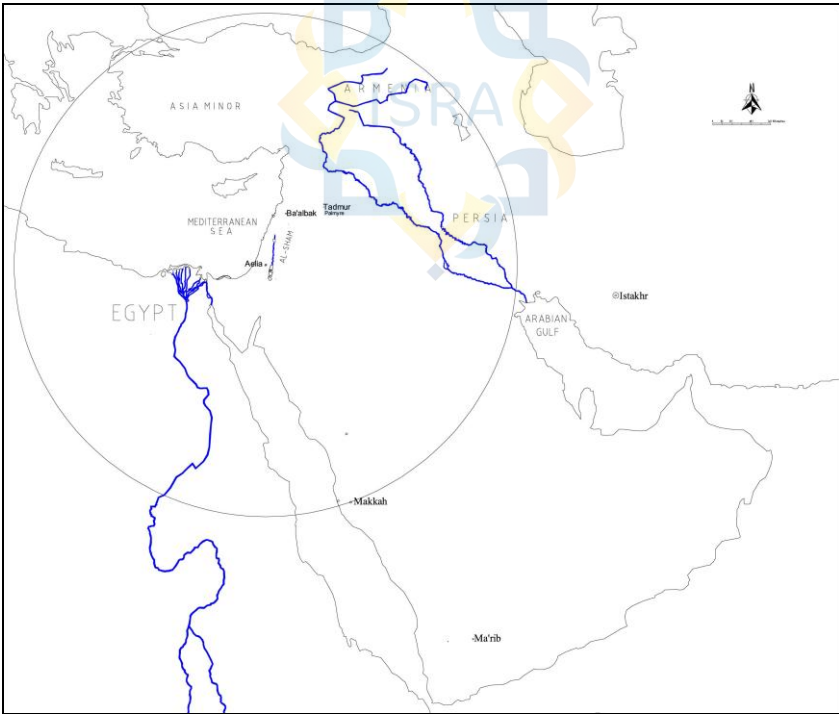 ARMENIA
ISRA
ASIA MINOR
N
Tadmur
Palmyra
Ba'albak
MEDITERRANEAN
SEA
PERSIA
AL-SHAM
Aelia
Istakhr
EGYPT
ARABIAN
GULF
Makkah
Ma'rib